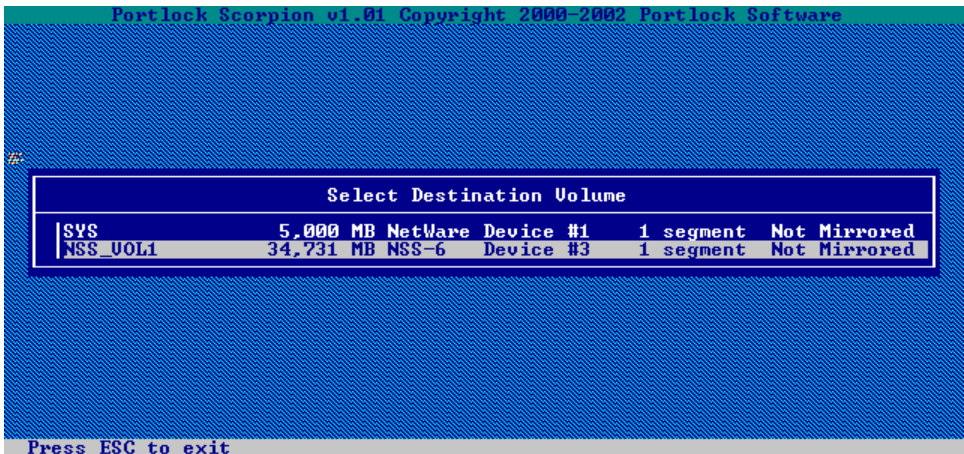 Portlock Scorpion v1.01 Copyright 2000-2002 Portlock Software
Select Destination Volume
SYS 5,000 MB NetWare Device #1 1 segment Not Mirrored
NSS_VOL1 34,731 MB NSS-6 Device #3 1 segment Not Mirrored
Press ESC to exit